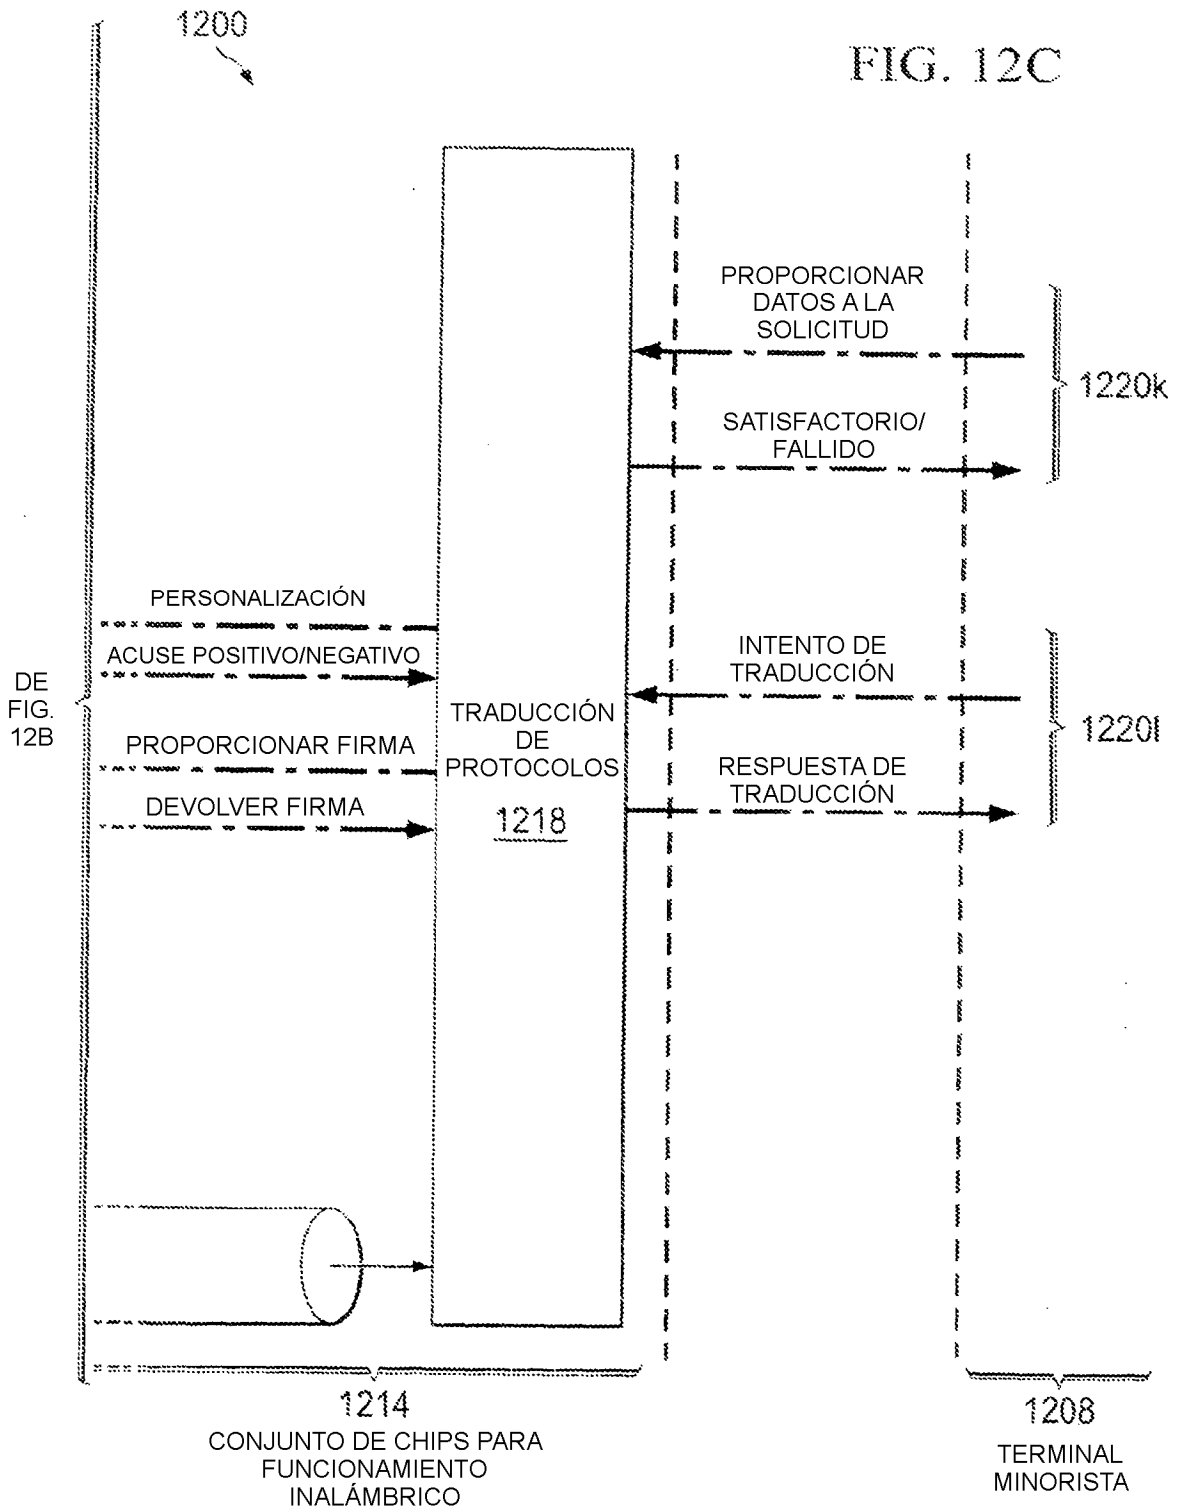 1200
FIG. 12C
PROPORCIONAR
DATOS A LA
SOLICITUD
1220k
SATISFACTORIO/
FALLIDO
PERSONALIZACIÓN
ACUSE POSITIVO/NEGATIVO
INTENTO DE
TRADUCCIÓN
DE
FIG.
12B
PROPORCIONAR FIRMA
DEVOLVER FIRMA
TRADUCCIÓN
DE
PROTOCOLOS
1218
1220l
RESPUESTA DE
TRADUCCIÓN
1214
CONJUNTO DE CHIPS PARA
FUNCIONAMIENTO
INALÁMBRICO
1208
TERMINAL
MINORISTA